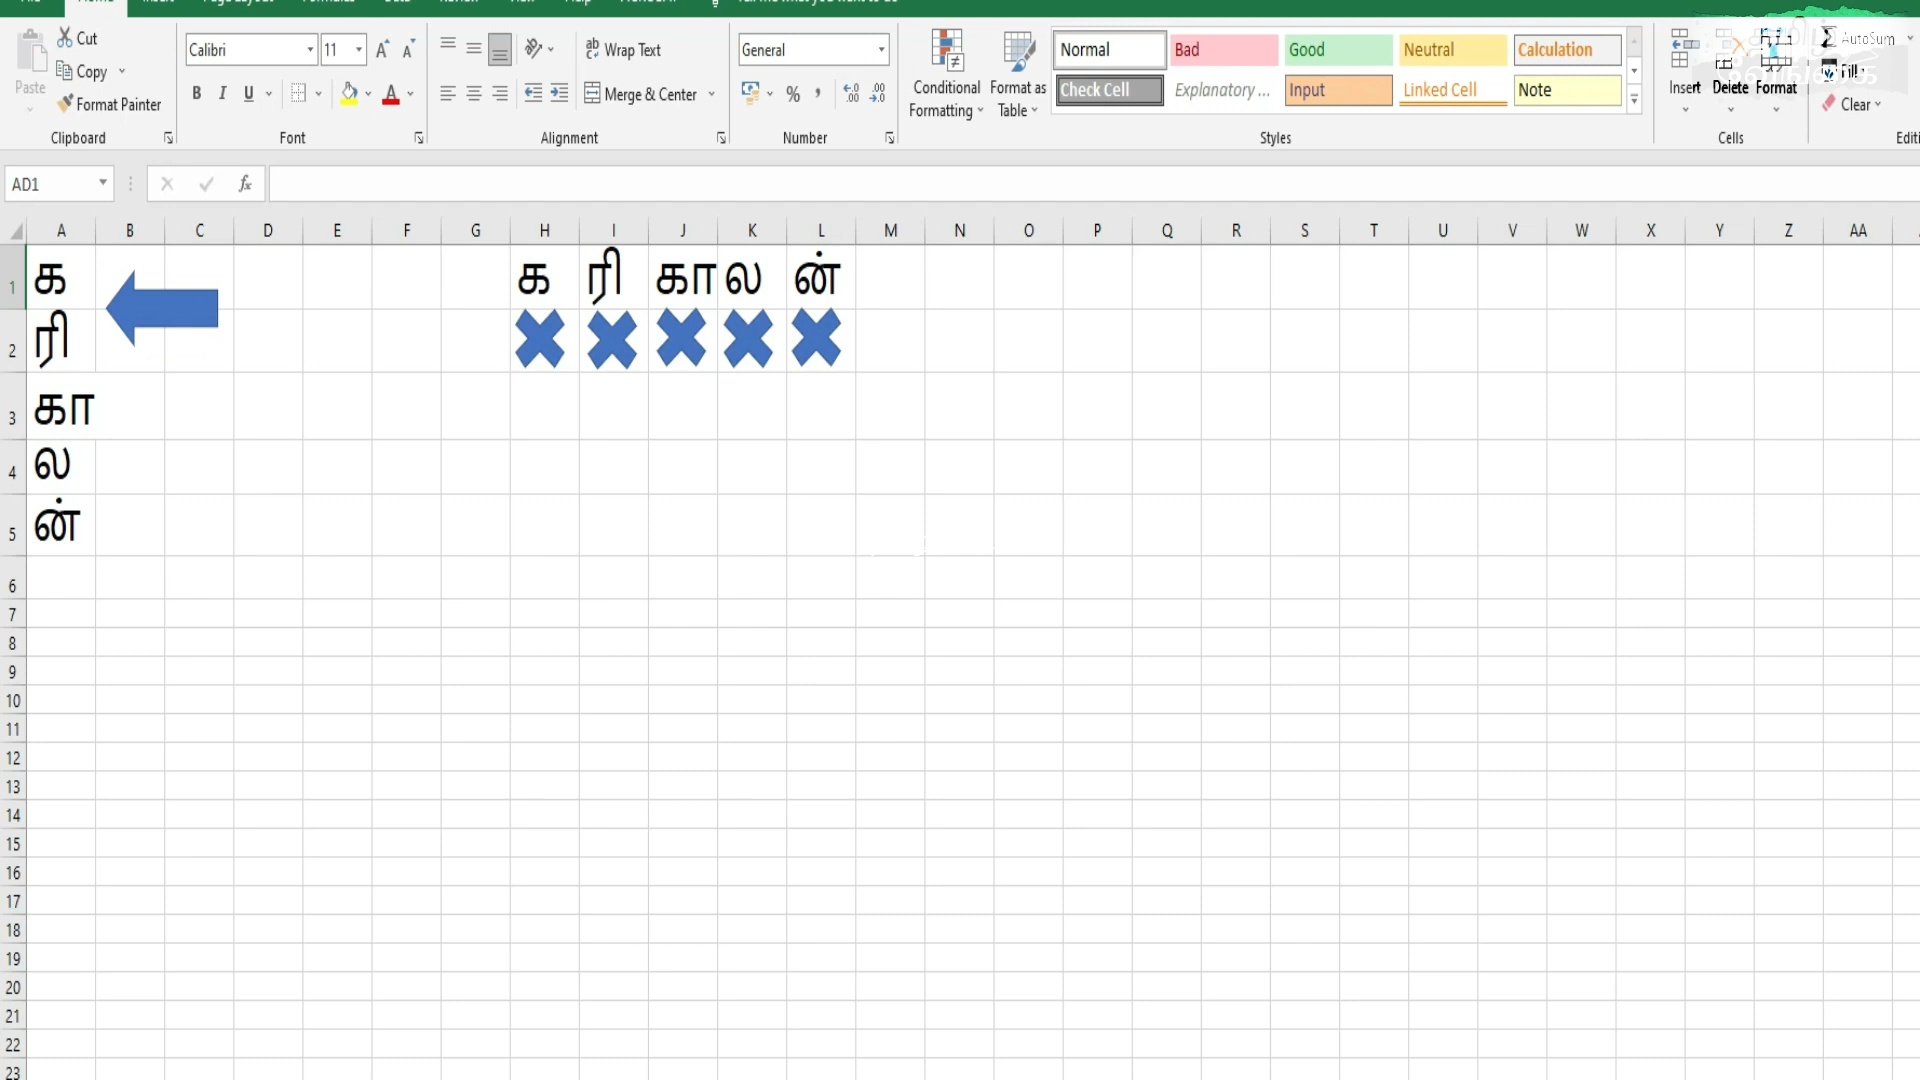 Cut
Copy
Paste
Format Painter
Clipboard
Calibri 11
B I U
Font
Wrap Text
Merge & Center
Alignment
General
Number
Conditional Formatting
Format as Table
Normal Bad Good Neutral Calculation
Check Cell Explanatory ... Input Linked Cell Note
Styles
Insert Delete Format
Cells
AutoSum
Clear
AD1
fx
A B C D E F G H I J K L M N O P Q R S T U V W X Y Z AA
1 க க ரி கா ல ன்
2 ரி
3 கா
4 ல
5 ன்
6
7
8
9
10
11
12
13
14
15
16
17
18
19
20
21
22
23